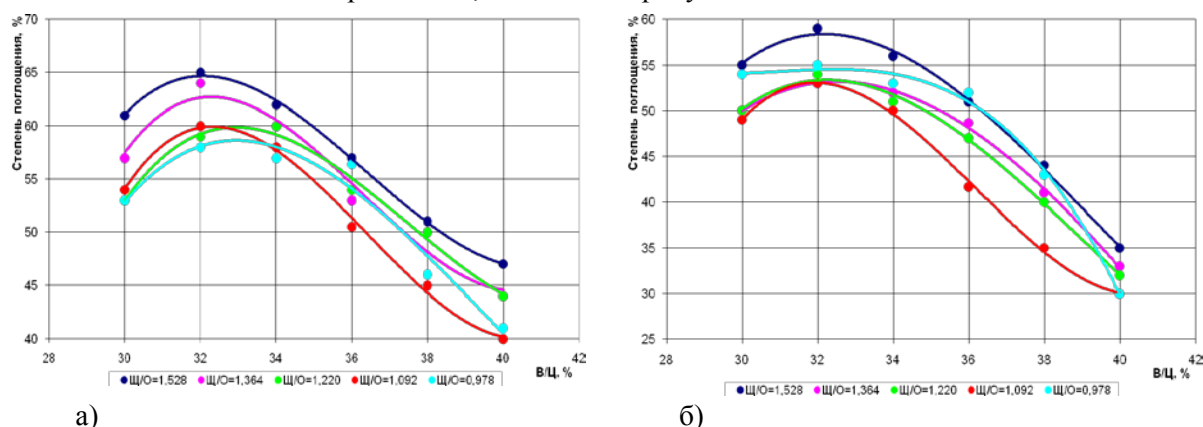 Степень поглощения, %
70
65
60
55
50
45
40
28 30 32 34 36 38 40 42
В/Ц, %
Щ/О=1,528 Щ/О=1,364 Щ/О=1,220 Щ/О=1,092 Щ/О=0,978
а)
Степень поглощения, %
60
55
50
45
40
35
30
25
28 30 32 34 36 38 40 42
В/Ц, %
Щ/О=1,528 Щ/О=1,364 Щ/О=1,220 Щ/О=1,092 Щ/О=0,978
б)